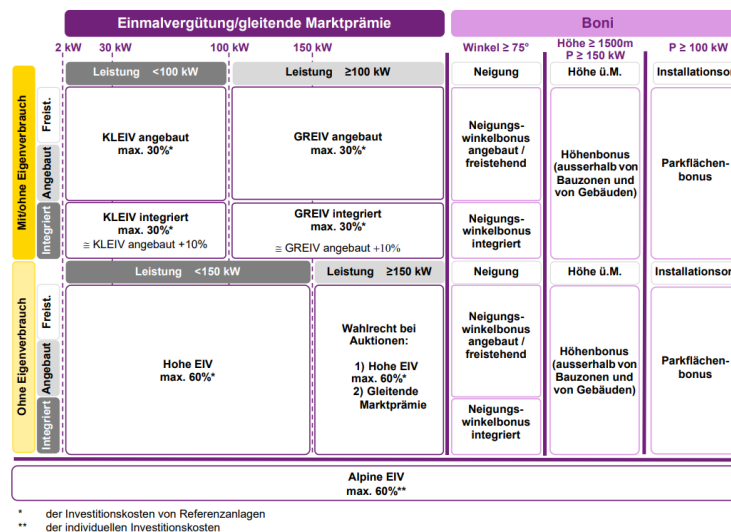 Einmalvergütung/gleitende Marktprämie
Boni
2 kW
30 kW
100 kW
150 kW
Winkel ≥ 75°
Höhe ≥ 1500m
P ≥ 150 kW
P ≥ 100 kW
Mit/ohne Eigenverbrauch
Leistung <100 kW
Leistung ≥100 kW
Neigung
Höhe ü.M.
Installationsor
Freist.
Angebaut
Integriert
KLEIV angebaut
max. 30%*
GREIV angebaut
max. 30%*
Neigungs-
winkelbonus
angebaut /
freistehend
Höhenbonus
(ausserhalb von
Bauzonen und
von Gebäuden)
Parkflächen-
bonus
KLEIV integriert
max. 30%*
≅ KLEIV angebaut +10%
GREIV integriert
max. 30%*
≅ GREIV angebaut +10%
Neigungs-
winkelbonus
integriert
Ohne Eigenverbrauch
Leistung <150 kW
Leistung ≥150 kW
Neigung
Höhe ü.M.
Installationsor
Freist.
Angebaut
Integriert
Hohe EIV
max. 60%*
Wahlrecht bei
Auktionen:
1) Hohe EIV
max. 60%*
2) Gleitende
Marktprämie
Neigungs-
winkelbonus
angebaut /
freistehend
Höhenbonus
(ausserhalb von
Bauzonen und
von Gebäuden)
Parkflächen-
bonus
Neigungs-
winkelbonus
integriert
Alpine EIV
max. 60%**
* der Investitionskosten von Referenzanlagen
** der individuellen Investitionskosten